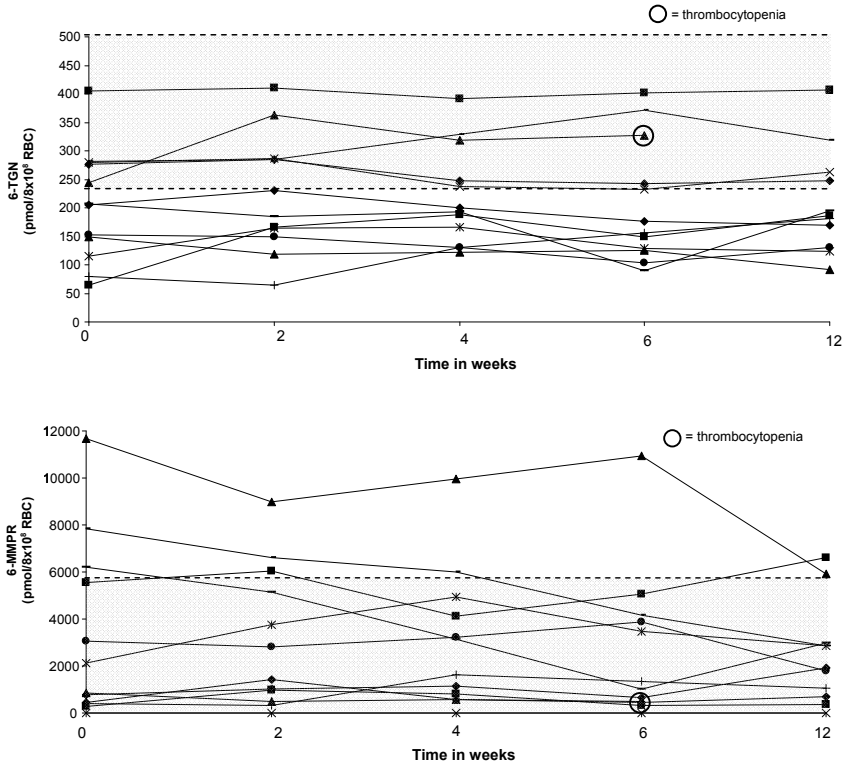 = thrombocytopenia
500
450
400
350
300
250
200
150
100
50
0
6-TGN
(pmol/8x10⁸ RBC)
0 2 4 6 12
Time in weeks
= thrombocytopenia
12000
10000
8000
6000
4000
2000
0
6-MMPR
(pmol/8x10⁸ RBC)
0 2 4 6 12
Time in weeks